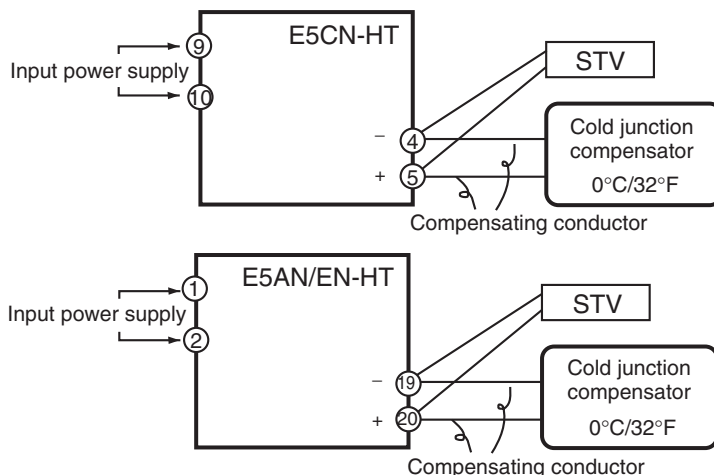 E5CN-HT
9
Input power supply
10
STV
– 4
+ 5
Cold junction
compensator
0°C/32°F
Compensating conductor
E5AN/EN-HT
1
Input power supply
2
STV
– 19
+ 20
Cold junction
compensator
0°C/32°F
Compensating conductor